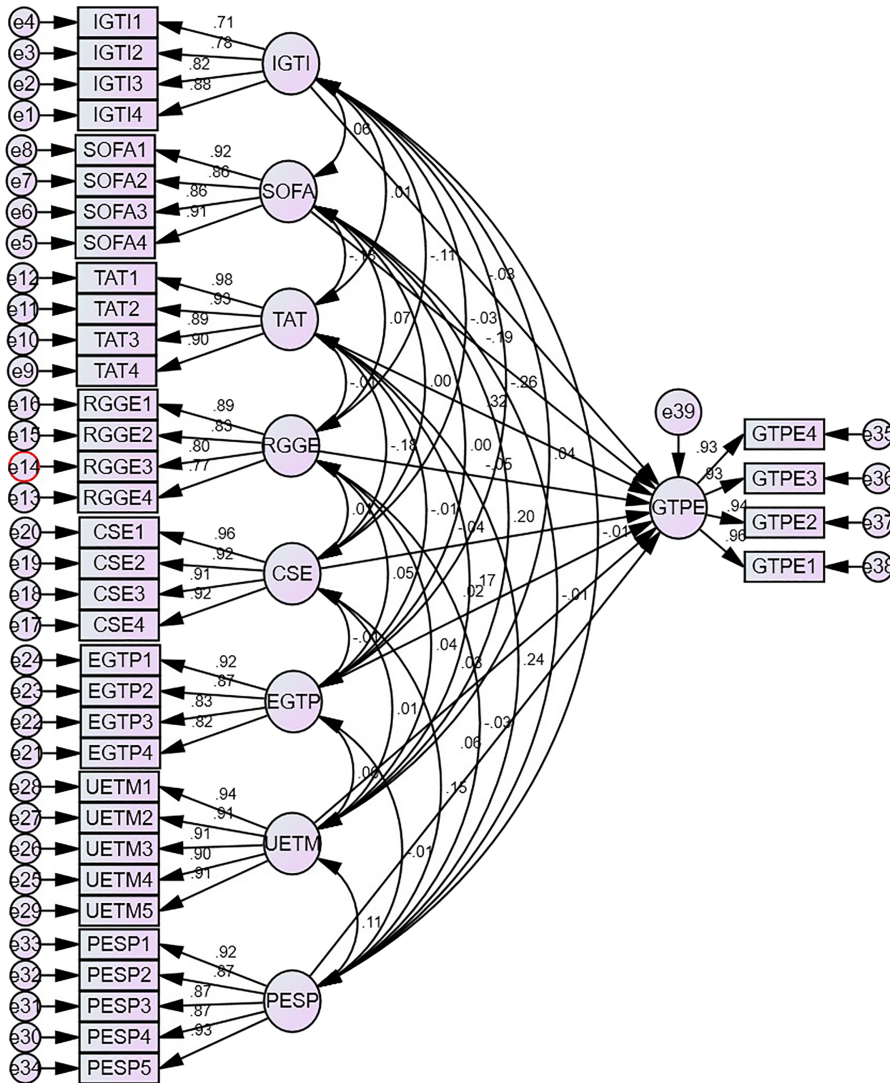 e4 IGTI1 .71
e3 IGTI2 .78
e2 IGTI3 .82
e1 IGTI4 .88
IGTI
.06
e8 SOFA1 .92
e7 SOFA2 .86
e6 SOFA3 .86
e5 SOFA4 .91
SOFA
.01
-.11 -.03
e12 TAT1 .98
e11 TAT2 .93
e10 TAT3 .89
e9 TAT4 .90
TAT
.07 -.03
-.19
-.01 .00 -.26
.32
e16 RGGE1 .89
e15 RGGE2 .83
e14 RGGE3 .80
e13 RGGE4 .77
RGGE
-.18 .00
-.05 .04
e39
GTPE
.93 GTPE4 e35
.93 GTPE3 e36
.94 GTPE2 e37
.96 GTPE1 e38
-.01 .20
-.04 -.01
e20 CSE1 .96
e19 CSE2 .92
e18 CSE3 .91
e17 CSE4 .92
CSE
.05 .17
.02 -.01
e24 EGTP1 .92
e23 EGTP2 .87
e22 EGTP3 .83
e21 EGTP4 .82
EGTP
.04
.03 .24
.01 -.03
.06
e28 UETM1 .94
e27 UETM2 .91
e26 UETM3 .91
e25 UETM4 .90
e29 UETM5 .91
UETM
.15
-.01
.11
e33 PESP1 .92
e32 PESP2 .87
e31 PESP3 .87
e30 PESP4 .87
e34 PESP5 .93
PESP